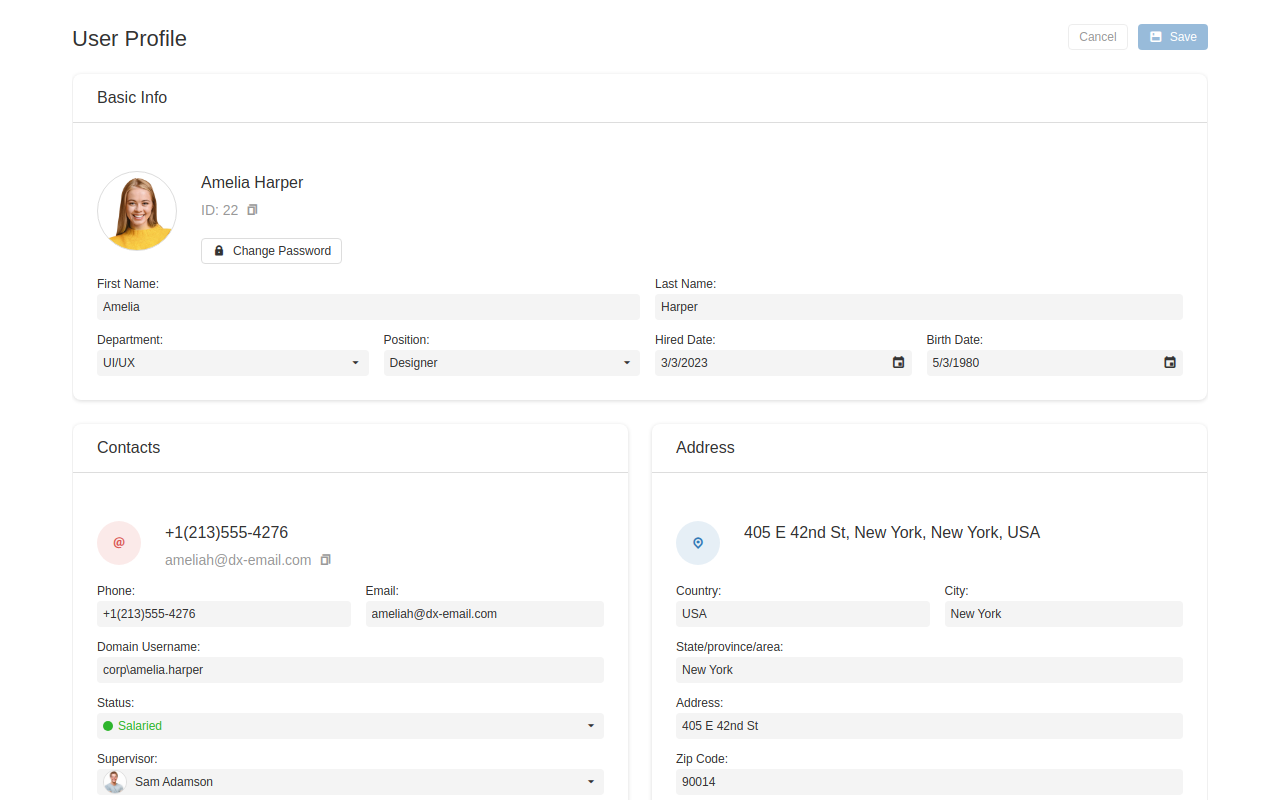 User Profile
Cancel
Save
Basic Info
Amelia Harper
ID: 22
Change Password
First Name:
Last Name:
Amelia
Harper
Department:
Position:
Hired Date:
Birth Date:
UI/UX
Designer
3/3/2023
5/3/1980
Contacts
+1(213)555-4276
ameliah@dx-email.com
Phone:
Email:
+1(213)555-4276
ameliah@dx-email.com
Domain Username:
corp\amelia.harper
Status:
Salaried
Supervisor:
Sam Adamson
Address
405 E 42nd St, New York, New York, USA
Country:
City:
USA
New York
State/province/area:
New York
Address:
405 E 42nd St
Zip Code:
90014